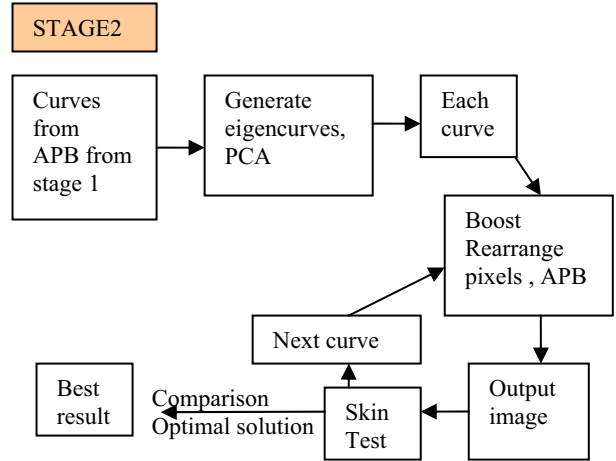 STAGE2
Curves
from
APB from
stage 1
Generate
eigencurves,
PCA
Each
curve
Boost
Rearrange
pixels , APB
Next curve
Best
result
Comparison
Optimal solution
Skin
Test
Output
image